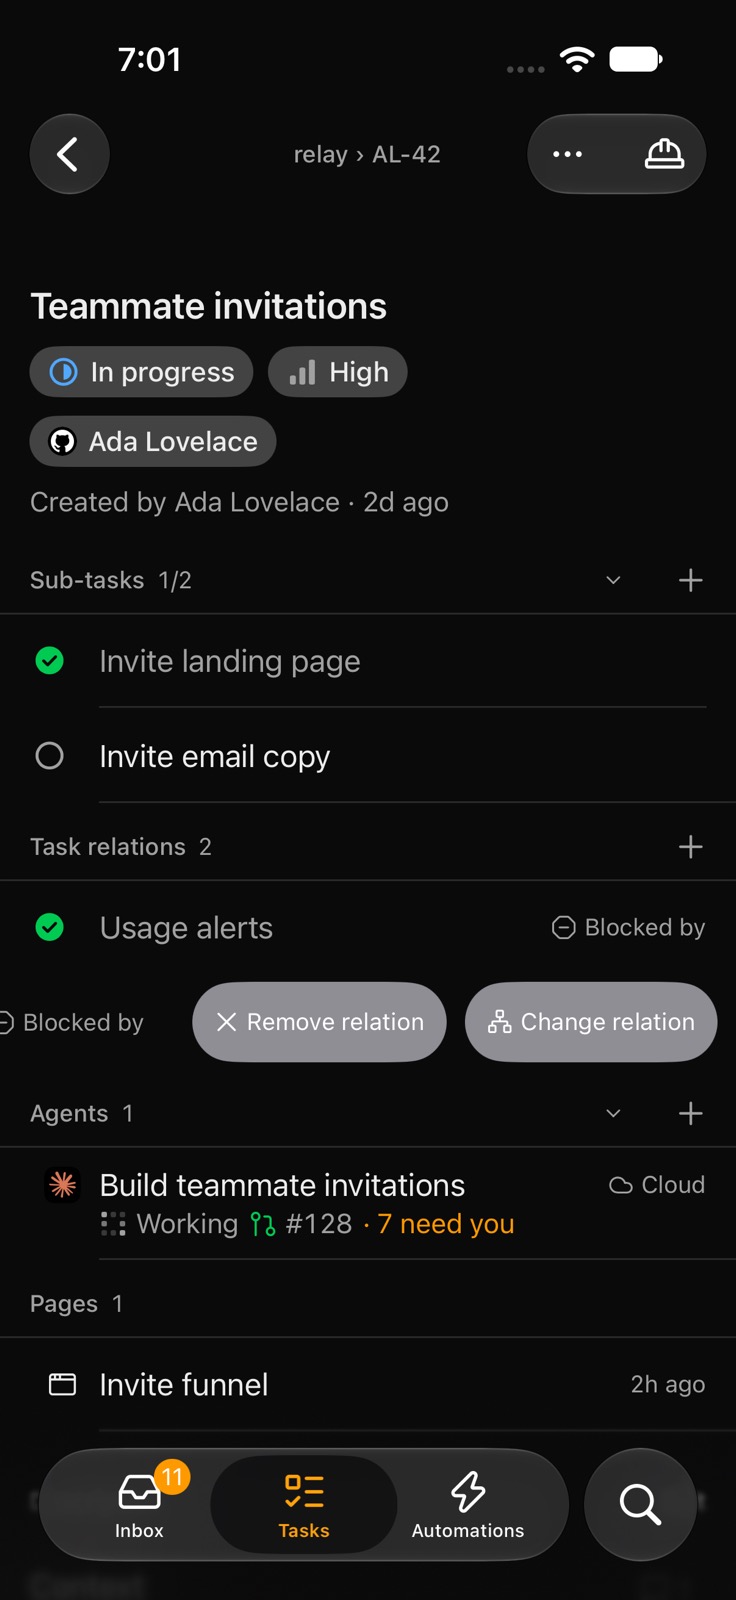 7:01
relay › AL-42
Teammate invitations
In progress
High
Ada Lovelace
Created by Ada Lovelace · 2d ago
Sub-tasks 1/2
Invite landing page
Invite email copy
Task relations 2
Usage alerts
Blocked by
Blocked by
Remove relation
Change relation
Agents 1
Build teammate invitations
Cloud
Working #128 · 7 need you
Pages 1
Invite funnel
2h ago
11
Inbox
Tasks
Automations
Context